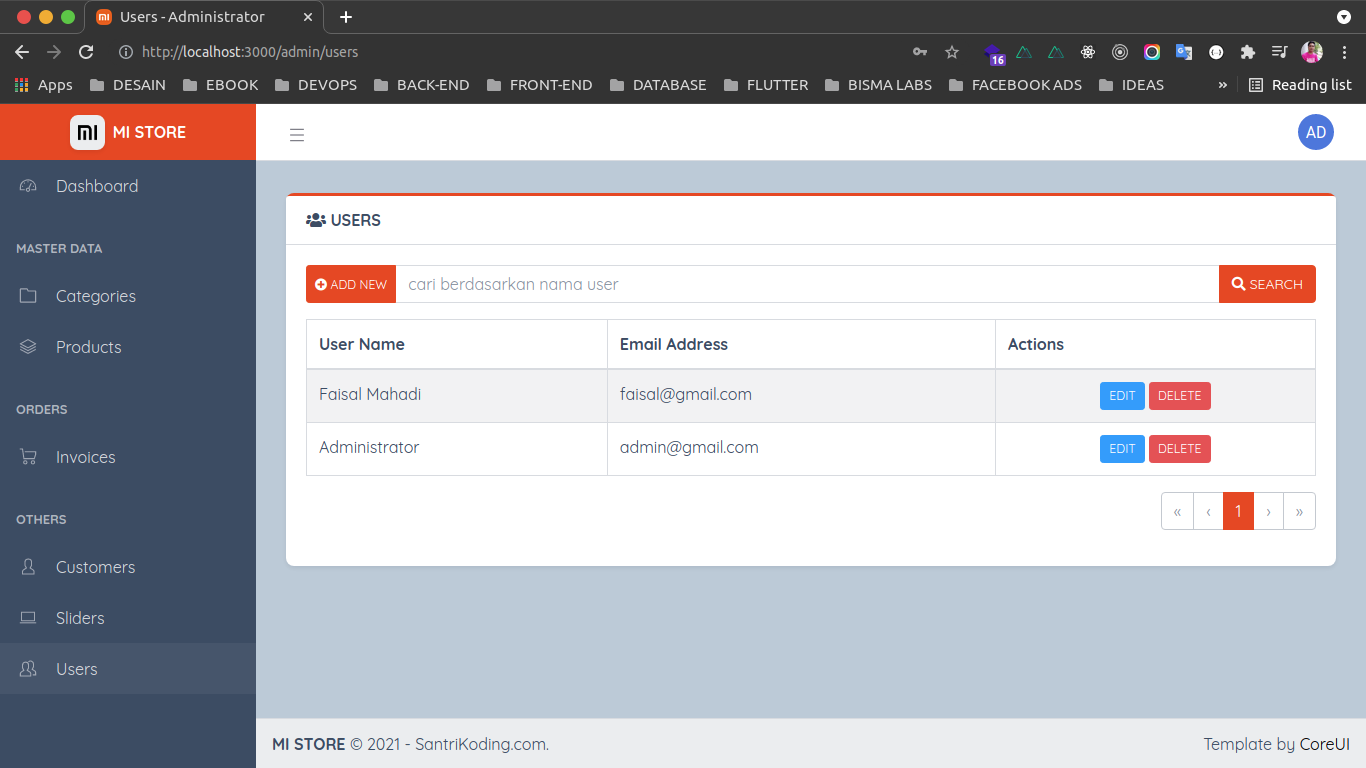 Users - Administrator
http://localhost:3000/admin/users
16
Apps DESAIN EBOOK DEVOPS BACK-END FRONT-END DATABASE FLUTTER BISMA LABS FACEBOOK ADS IDEAS » Reading list
MI STORE
AD
Dashboard
MASTER DATA
Categories
Products
ORDERS
Invoices
OTHERS
Customers
Sliders
Users
USERS
ADD NEW cari berdasarkan nama user SEARCH
User Name Email Address Actions
Faisal Mahadi faisal@gmail.com EDIT DELETE
Administrator admin@gmail.com EDIT DELETE
« ‹ 1 › »
MI STORE © 2021 - SantriKoding.com. Template by CoreUI